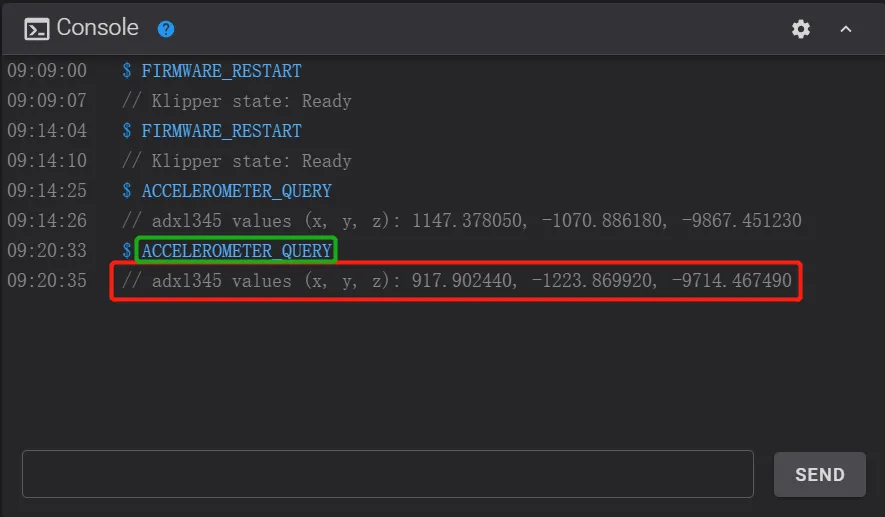 Console
09:09:00 $ FIRMWARE_RESTART
09:09:07 // Klipper state: Ready
09:14:04 $ FIRMWARE_RESTART
09:14:10 // Klipper state: Ready
09:14:25 $ ACCELEROMETER_QUERY
09:14:26 // adxl345 values (x, y, z): 1147.378050, -1070.886180, -9867.451230
09:20:33 $ ACCELEROMETER_QUERY
09:20:35 // adxl345 values (x, y, z): 917.902440, -1223.869920, -9714.467490
SEND